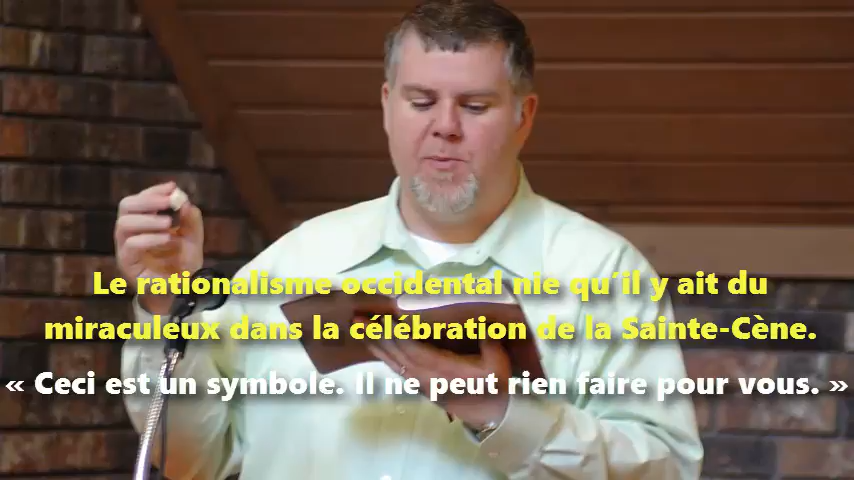 Le rationalisme occidental nie qu'il y ait du
miraculeux dans la célébration de la Sainte-Cène.
« Ceci est un symbole. Il ne peut rien faire pour vous. »